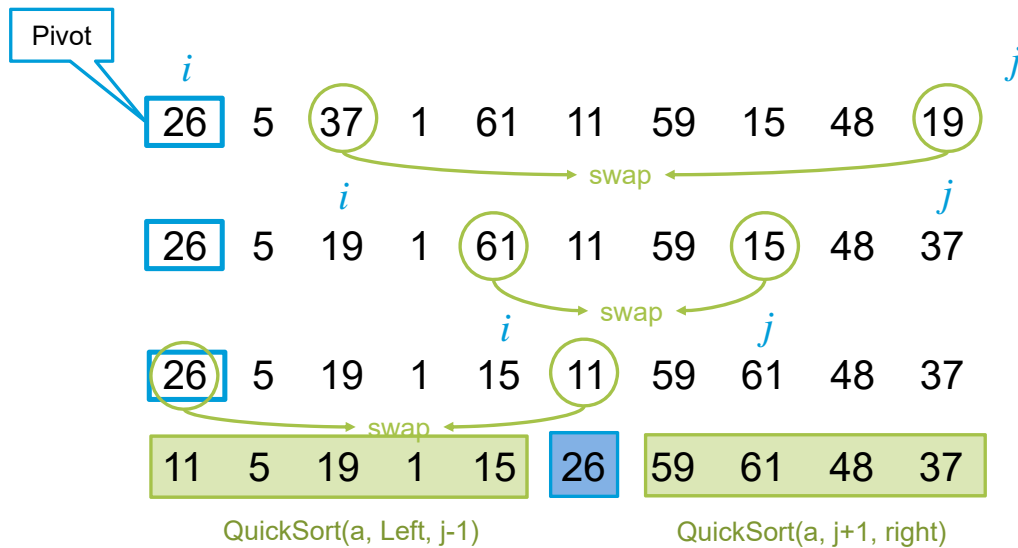 Pivot
i j
26 5 37 1 61 11 59 15 48 19
swap
i j
26 5 19 1 61 11 59 15 48 37
swap
i j
26 5 19 1 15 11 59 61 48 37
swap
11 5 19 1 15 26 59 61 48 37
QuickSort(a, Left, j-1) QuickSort(a, j+1, right)